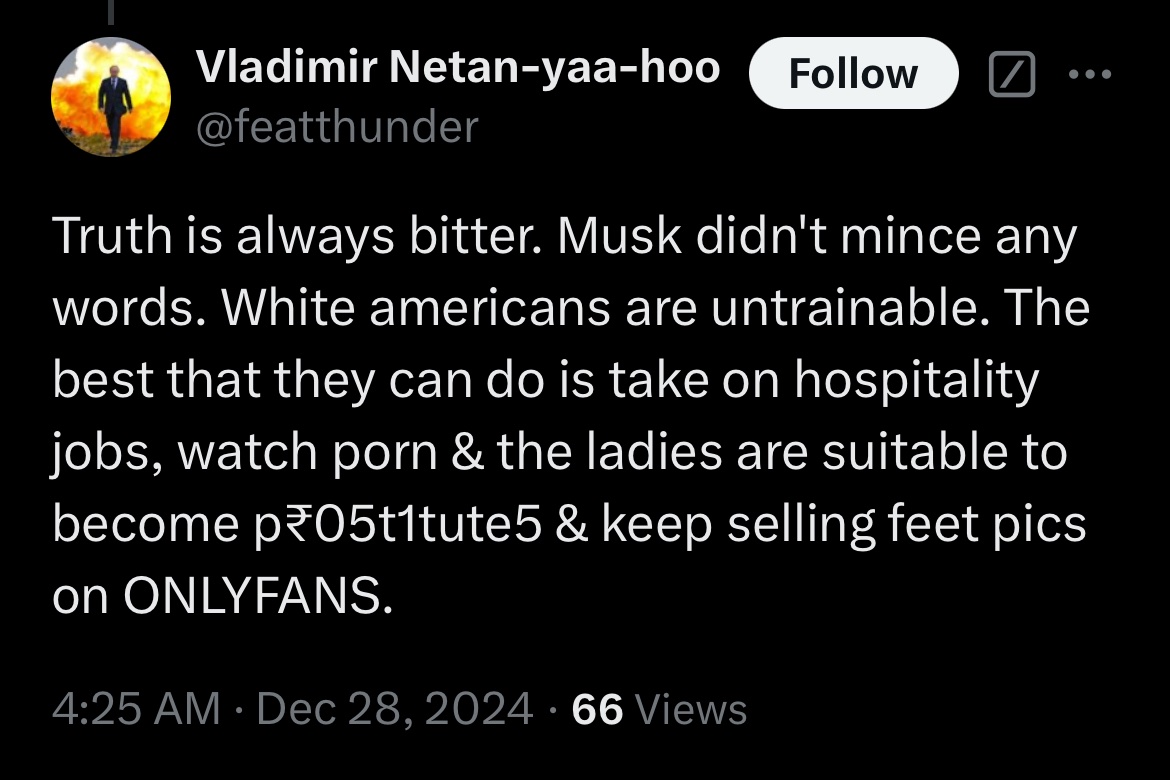 Vladimir Netan-yaa-hoo
Follow
@featthunder
Truth is always bitter. Musk didn't mince any
words. White americans are untrainable. The
best that they can do is take on hospitality
jobs, watch porn & the ladies are suitable to
become p₹05t1tute5 & keep selling feet pics
on ONLYFANS.
4:25 AM · Dec 28, 2024 · 66 Views